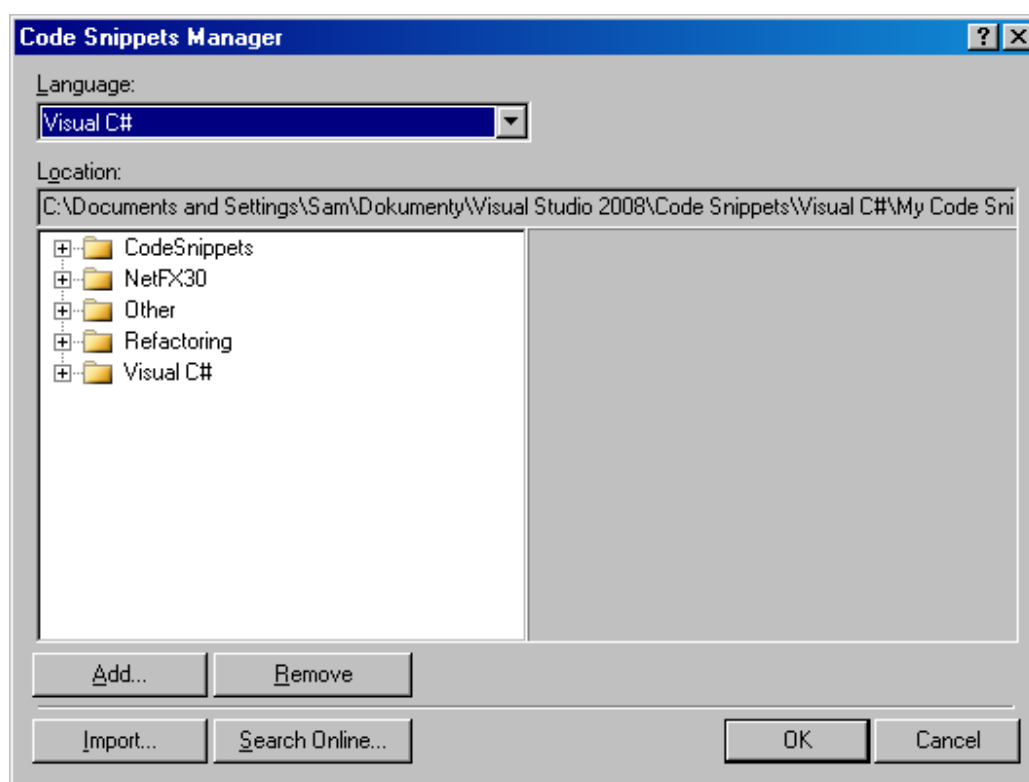 Code Snippets Manager
Language:
Visual C#
Location:
C:\Documents and Settings\Sam\Dokumenty\Visual Studio 2008\Code Snippets\Visual C#\My Code Sni
CodeSnippets
NetFX30
Other
Refactoring
Visual C#
Add... Remove
Import... Search Online... OK Cancel